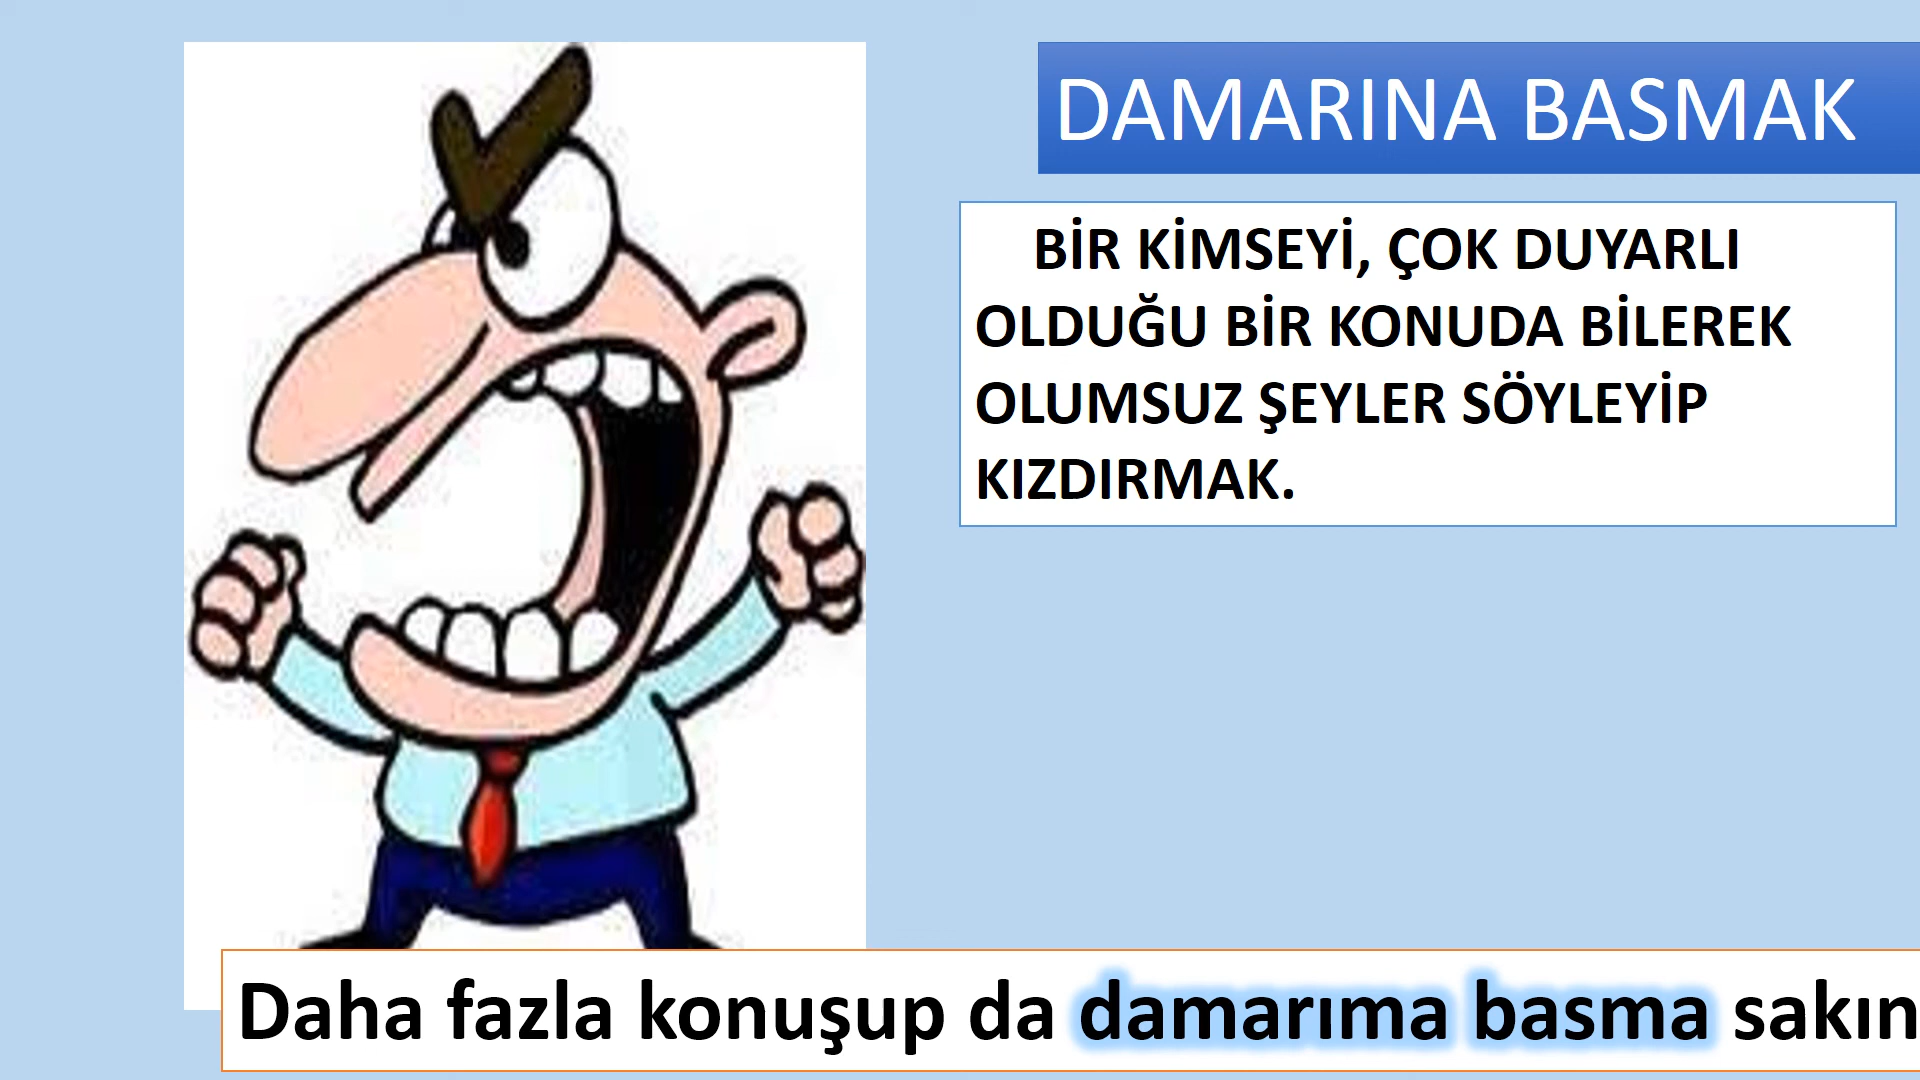 DAMARINA BASMAK
BİR KİMSEYİ, ÇOK DUYARLI
OLDUĞU BİR KONUDA BİLEREK
OLUMSUZ ŞEYLER SÖYLEYİP
KIZDIRMAK.
Daha fazla konuşup da damarıma basma sakın